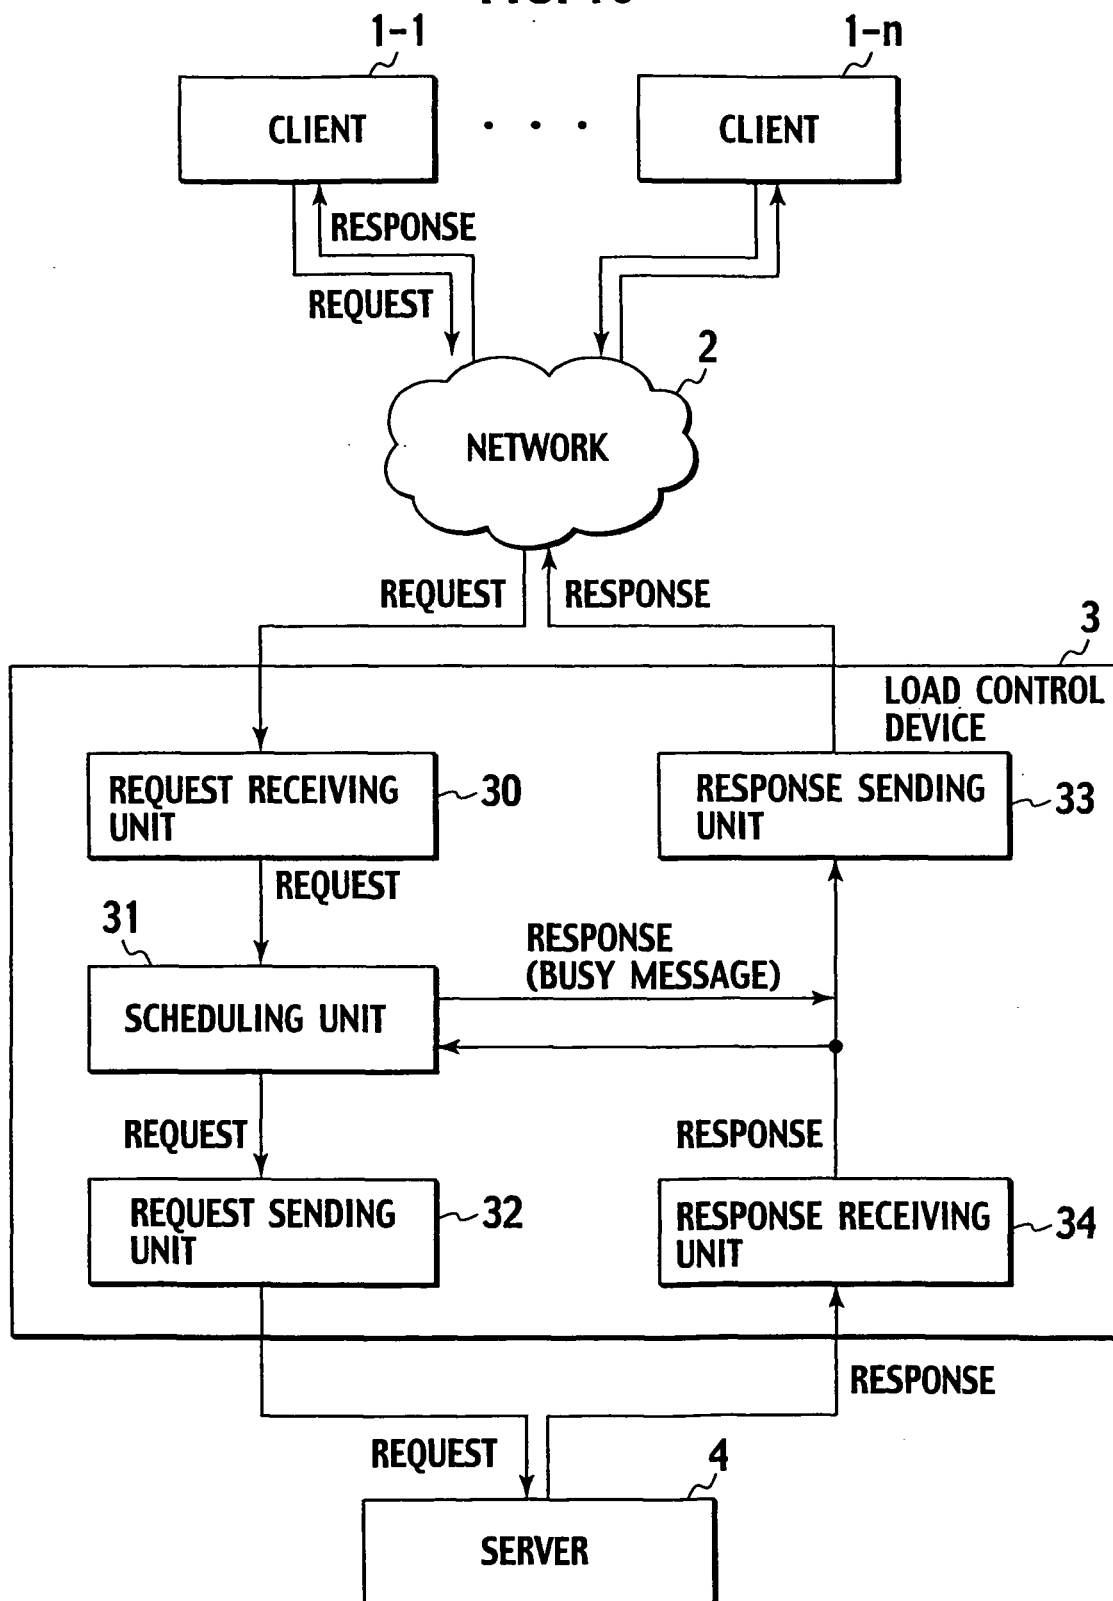 1-1
1-n
CLIENT
CLIENT
RESPONSE
REQUEST
2
NETWORK
REQUEST
RESPONSE
3
LOAD CONTROL
DEVICE
REQUEST RECEIVING
UNIT
30
RESPONSE SENDING
UNIT
33
REQUEST
31
RESPONSE
(BUSY MESSAGE)
SCHEDULING UNIT
REQUEST
RESPONSE
REQUEST SENDING
UNIT
32
RESPONSE RECEIVING
UNIT
34
RESPONSE
REQUEST
4
SERVER